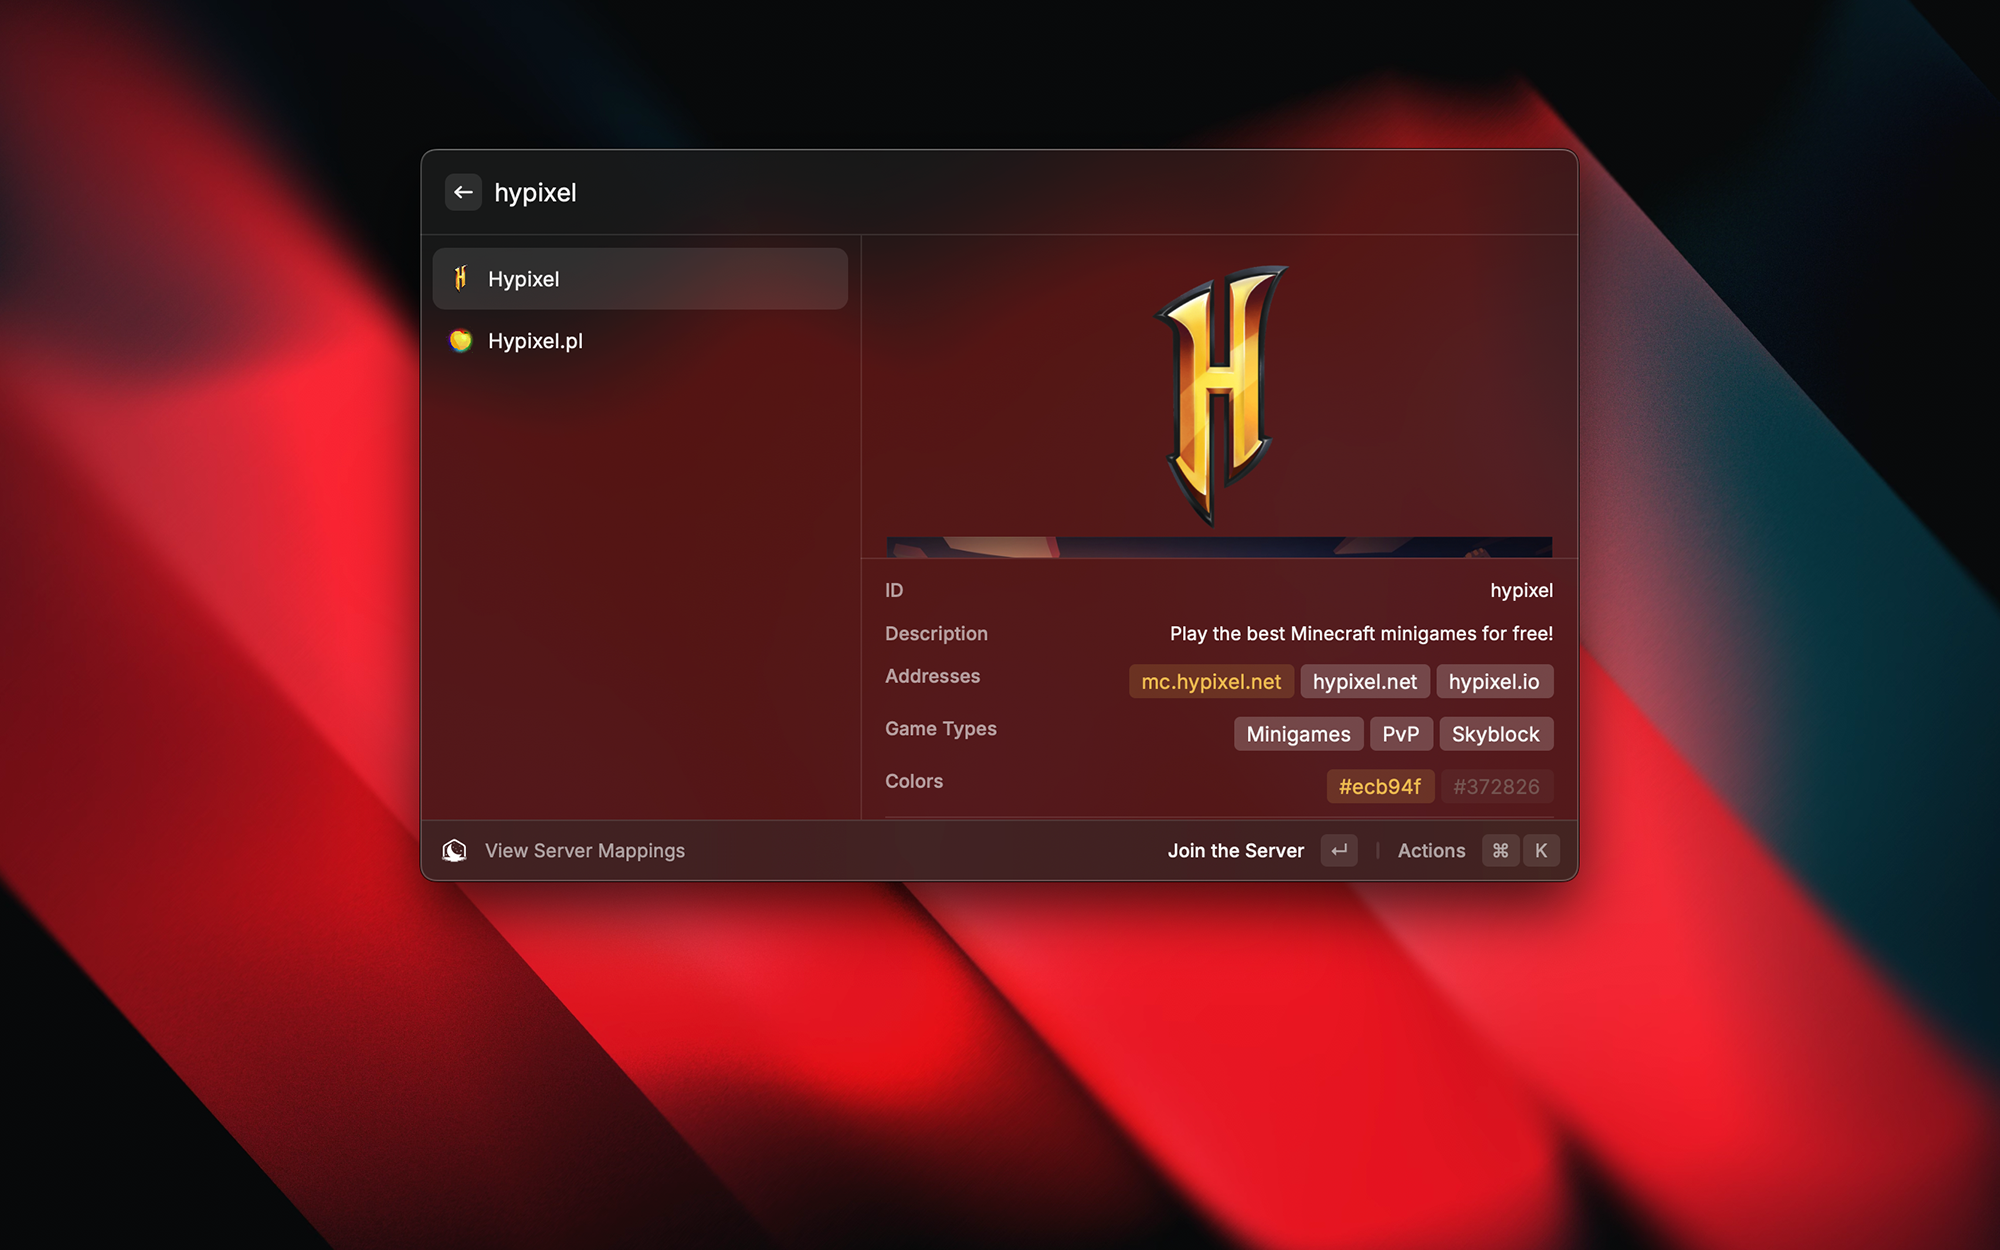 hypixel
Hypixel
Hypixel.pl
ID hypixel
Description Play the best Minecraft minigames for free!
Addresses mc.hypixel.net hypixel.net hypixel.io
Game Types Minigames PvP Skyblock
Colors #ecb94f #372826
View Server Mappings Join the Server ↵ | Actions ⌘ K